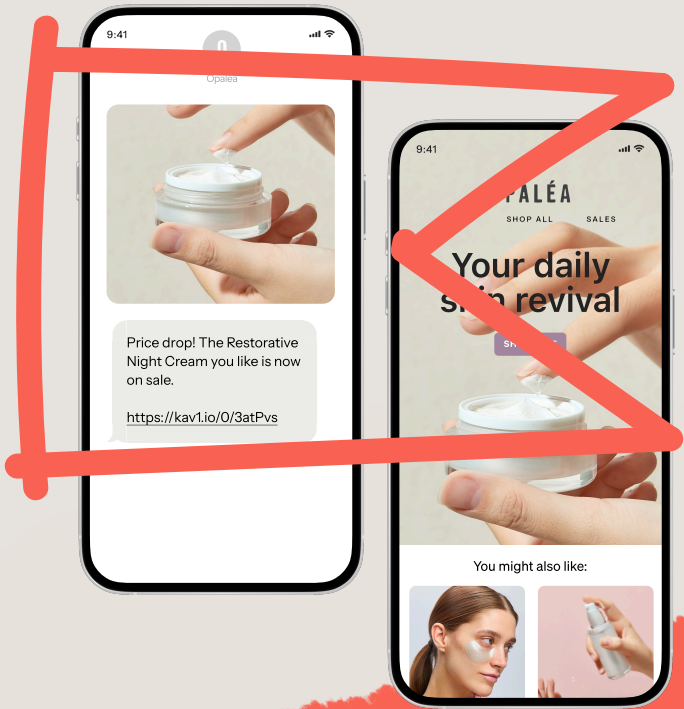 9:41
Opaléa
Price drop! The Restorative
Night Cream you like is now
on sale.
https://kav1.io/0/3atPvs
9:41
SHOP ALL SALES
Your daily
revival
You might also like: